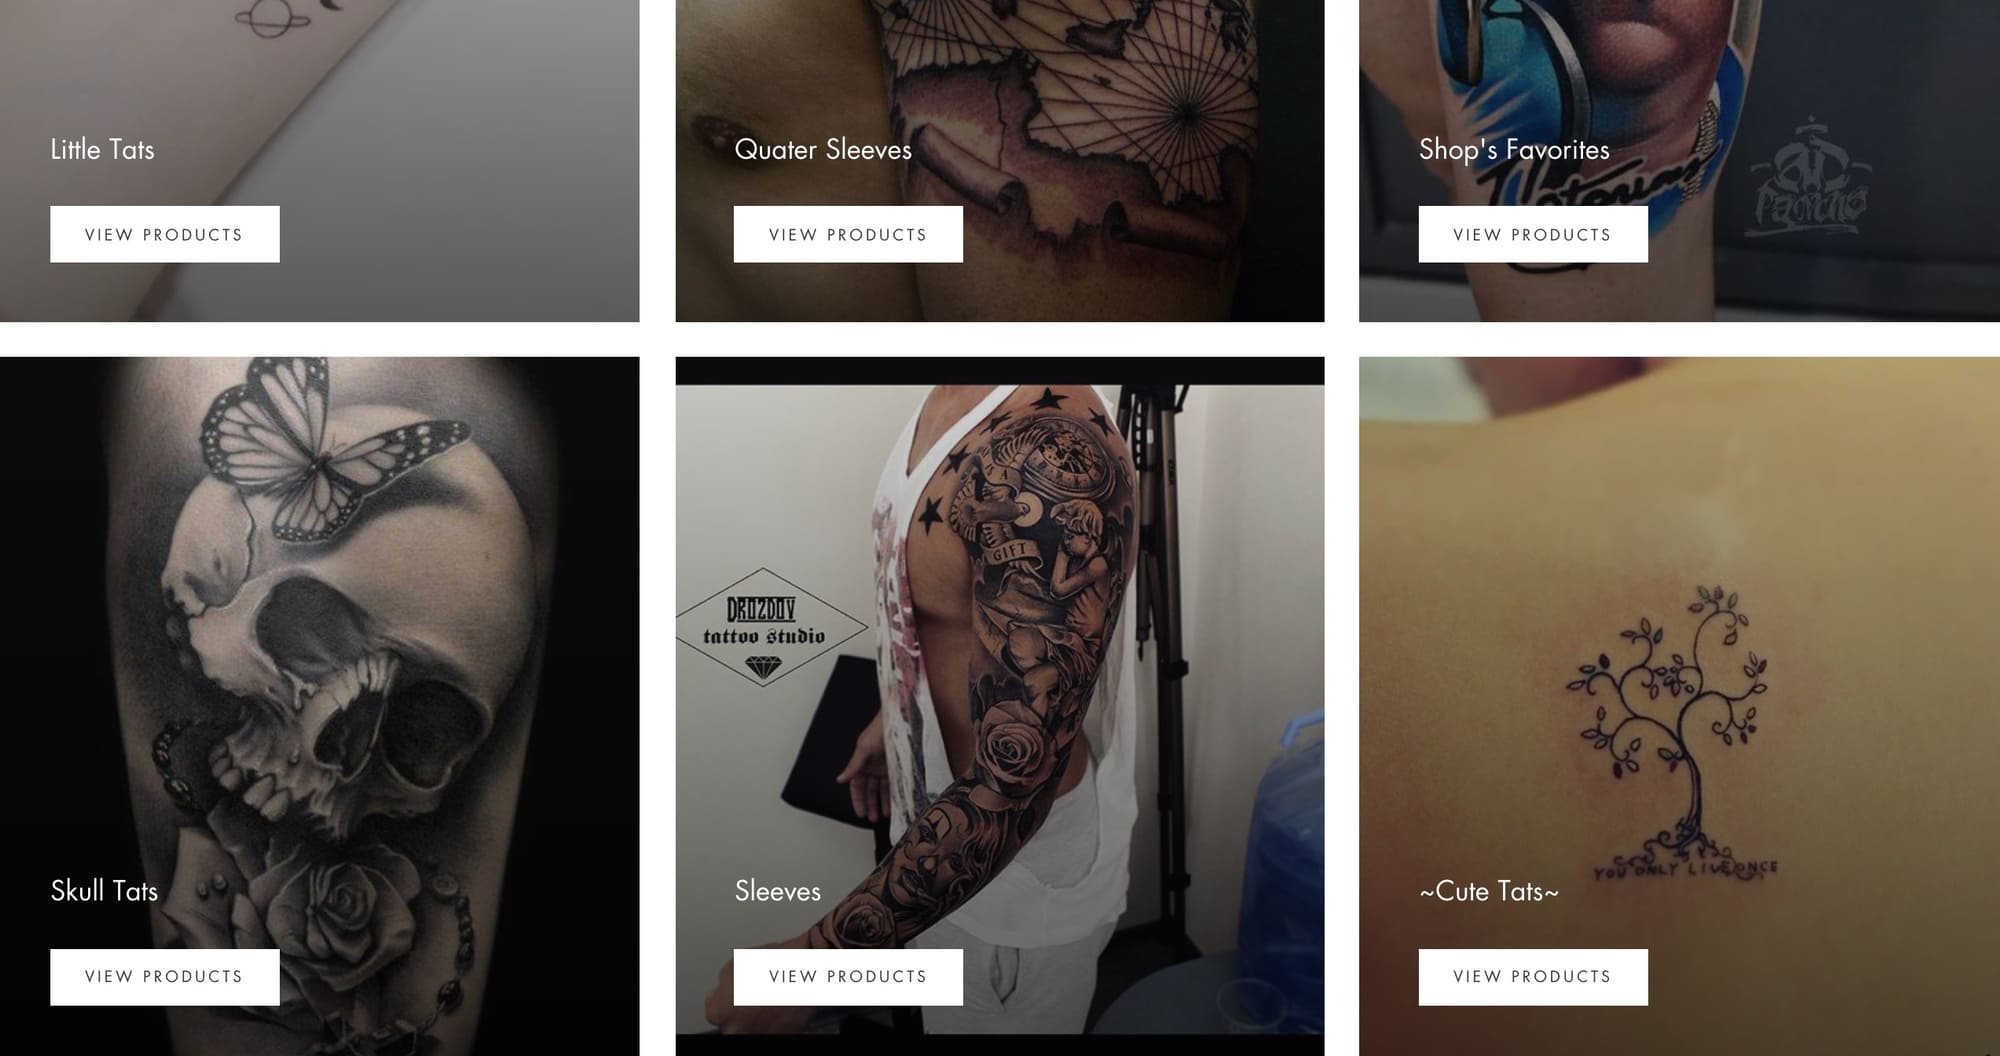 Little Tats
VIEW PRODUCTS
Quater Sleeves
VIEW PRODUCTS
Shop's Favorites
VIEW PRODUCTS
IS A
GIFT
DROZDOV
tattoo studio
YOU ONLY LIVE ONCE
Skull Tats
VIEW PRODUCTS
Sleeves
VIEW PRODUCTS
~Cute Tats~
VIEW PRODUCTS